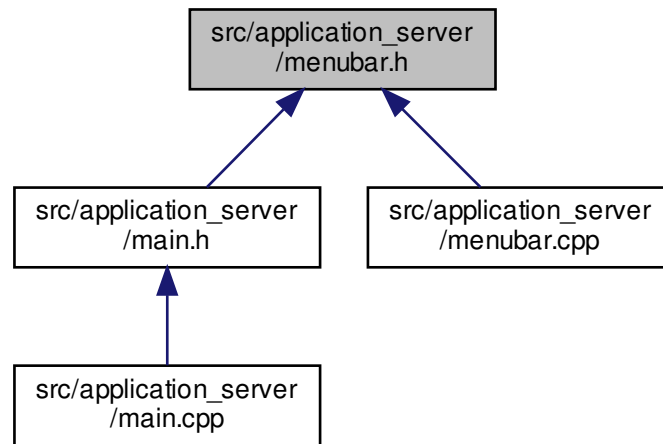 src/application_server
/menubar.h
src/application_server
/main.h
src/application_server
/menubar.cpp
src/application_server
/main.cpp